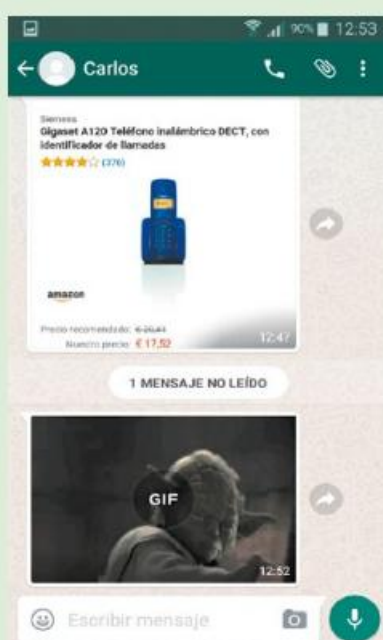 90% 12:53
Carlos
Siemens
Gigaset A120 Teléfono inalámbrico DECT, con
identificador de llamadas
(376)
amazon
Precio recomendado:
Nuestro precio: € 17,52
12:47
1 MENSAJE NO LEÍDO
GIF
12:52
Escribir mensaje